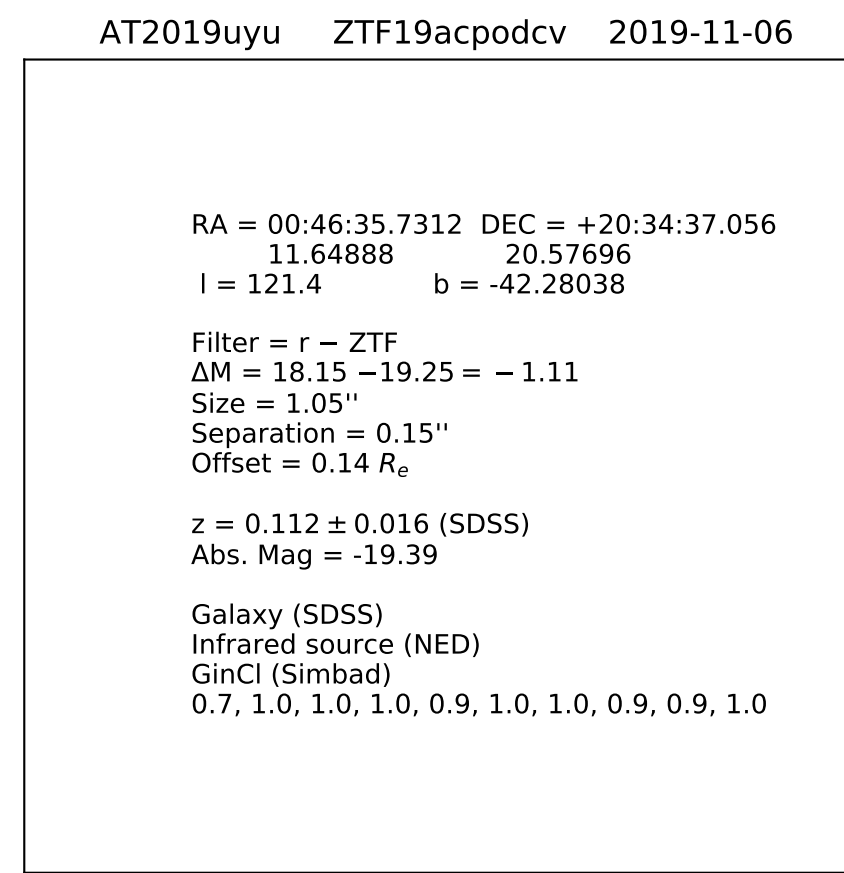 AT2019uyu ZTF19acpodcv 2019-11-06
RA = 00:46:35.7312 DEC = +20:34:37.056
11.64888 20.57696
l = 121.4 b = -42.28038
Filter = r − ZTF
ΔM = 18.15 −19.25 = − 1.11
Size = 1.05''
Separation = 0.15''
Offset = 0.14 Re
z = 0.112 ± 0.016 (SDSS)
Abs. Mag = -19.39
Galaxy (SDSS)
Infrared source (NED)
GinCl (Simbad)
0.7, 1.0, 1.0, 1.0, 0.9, 1.0, 1.0, 0.9, 0.9, 1.0